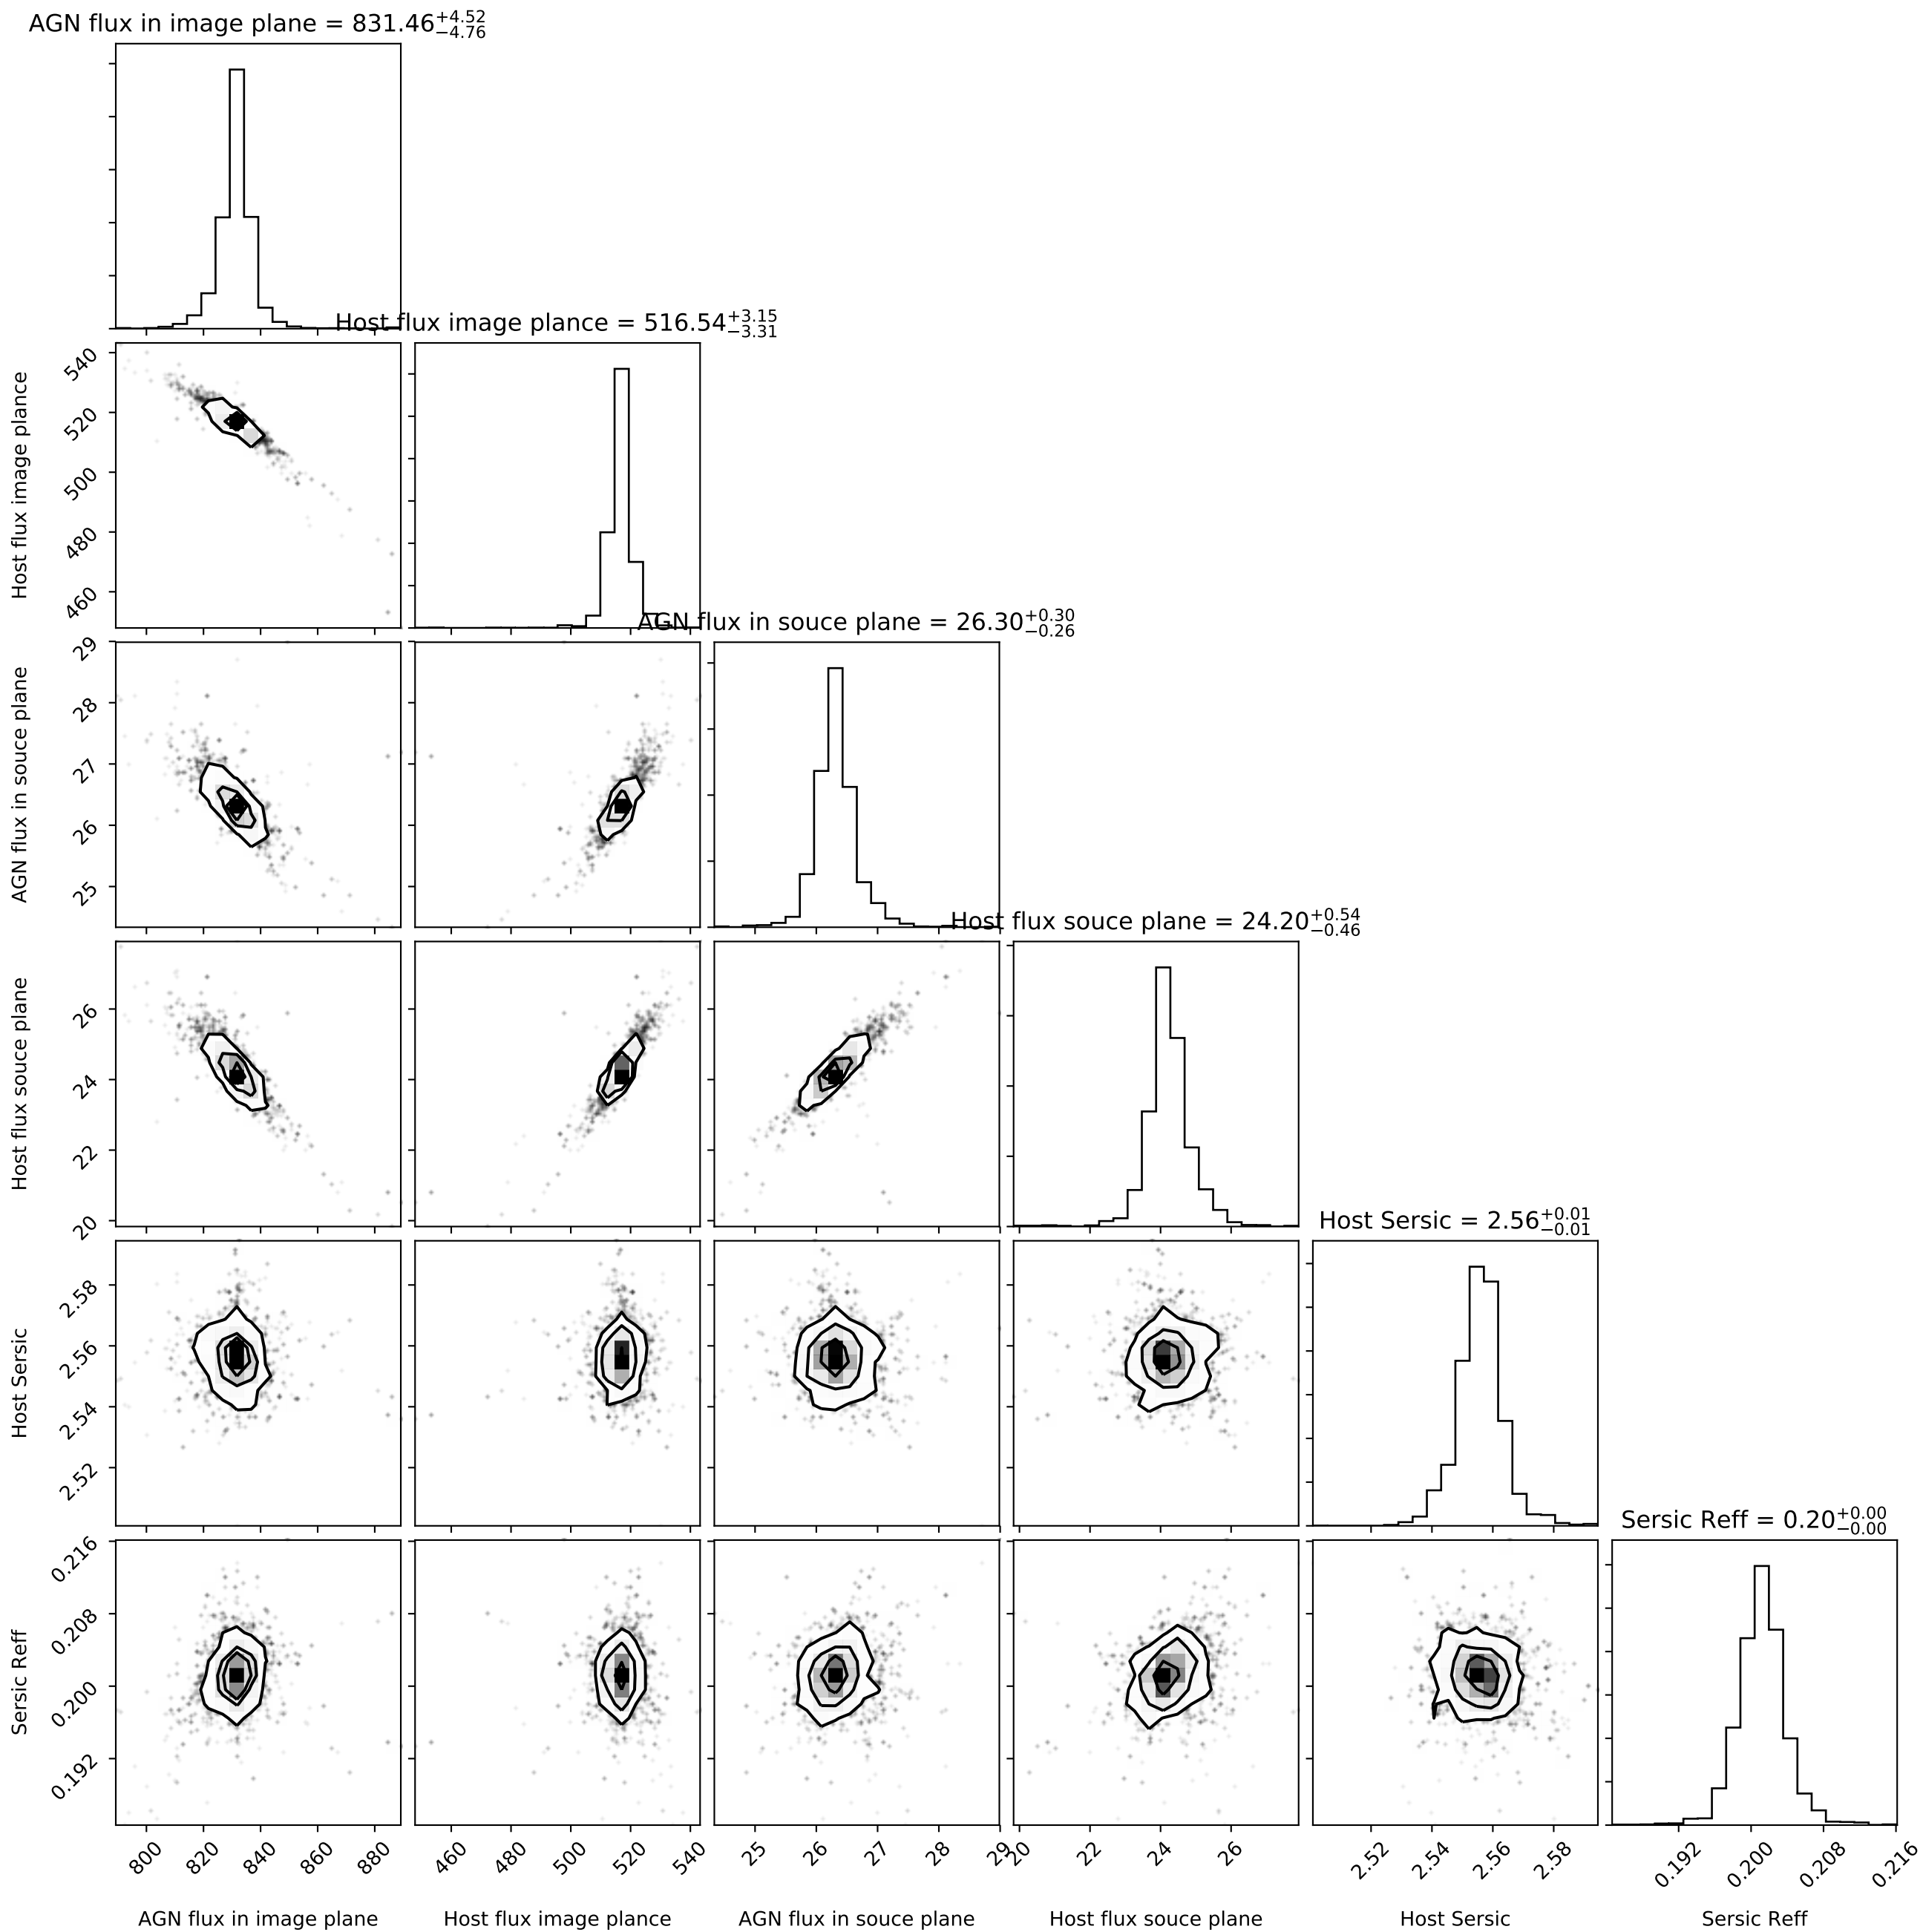 AGN flux in image plane = 831.46 +4.52 −4.76
Host flux image plance = 516.54 +3.15 −3.31
540
520
500
480
460
Host flux image plance
AGN flux in souce plane = 26.30 +0.30 −0.26
29
28
27
26
25
AGN flux in souce plane
Host flux souce plane = 24.20 +0.54 −0.46
26
24
22
20
Host flux souce plane
Host Sersic = 2.56 +0.01 −0.01
2.58
2.56
2.54
2.52
Host Sersic
Sersic Reff = 0.20 +0.00 −0.00
0.216
0.208
0.200
0.192
Sersic Reff
800 820 840 860 880 460 480 500 520 540 25 26 27 28 29 20 22 24 26 2.52 2.54 2.56 2.58 0.192 0.200 0.208 0.216
AGN flux in image plane Host flux image plance AGN flux in souce plane Host flux souce plane Host Sersic Sersic Reff